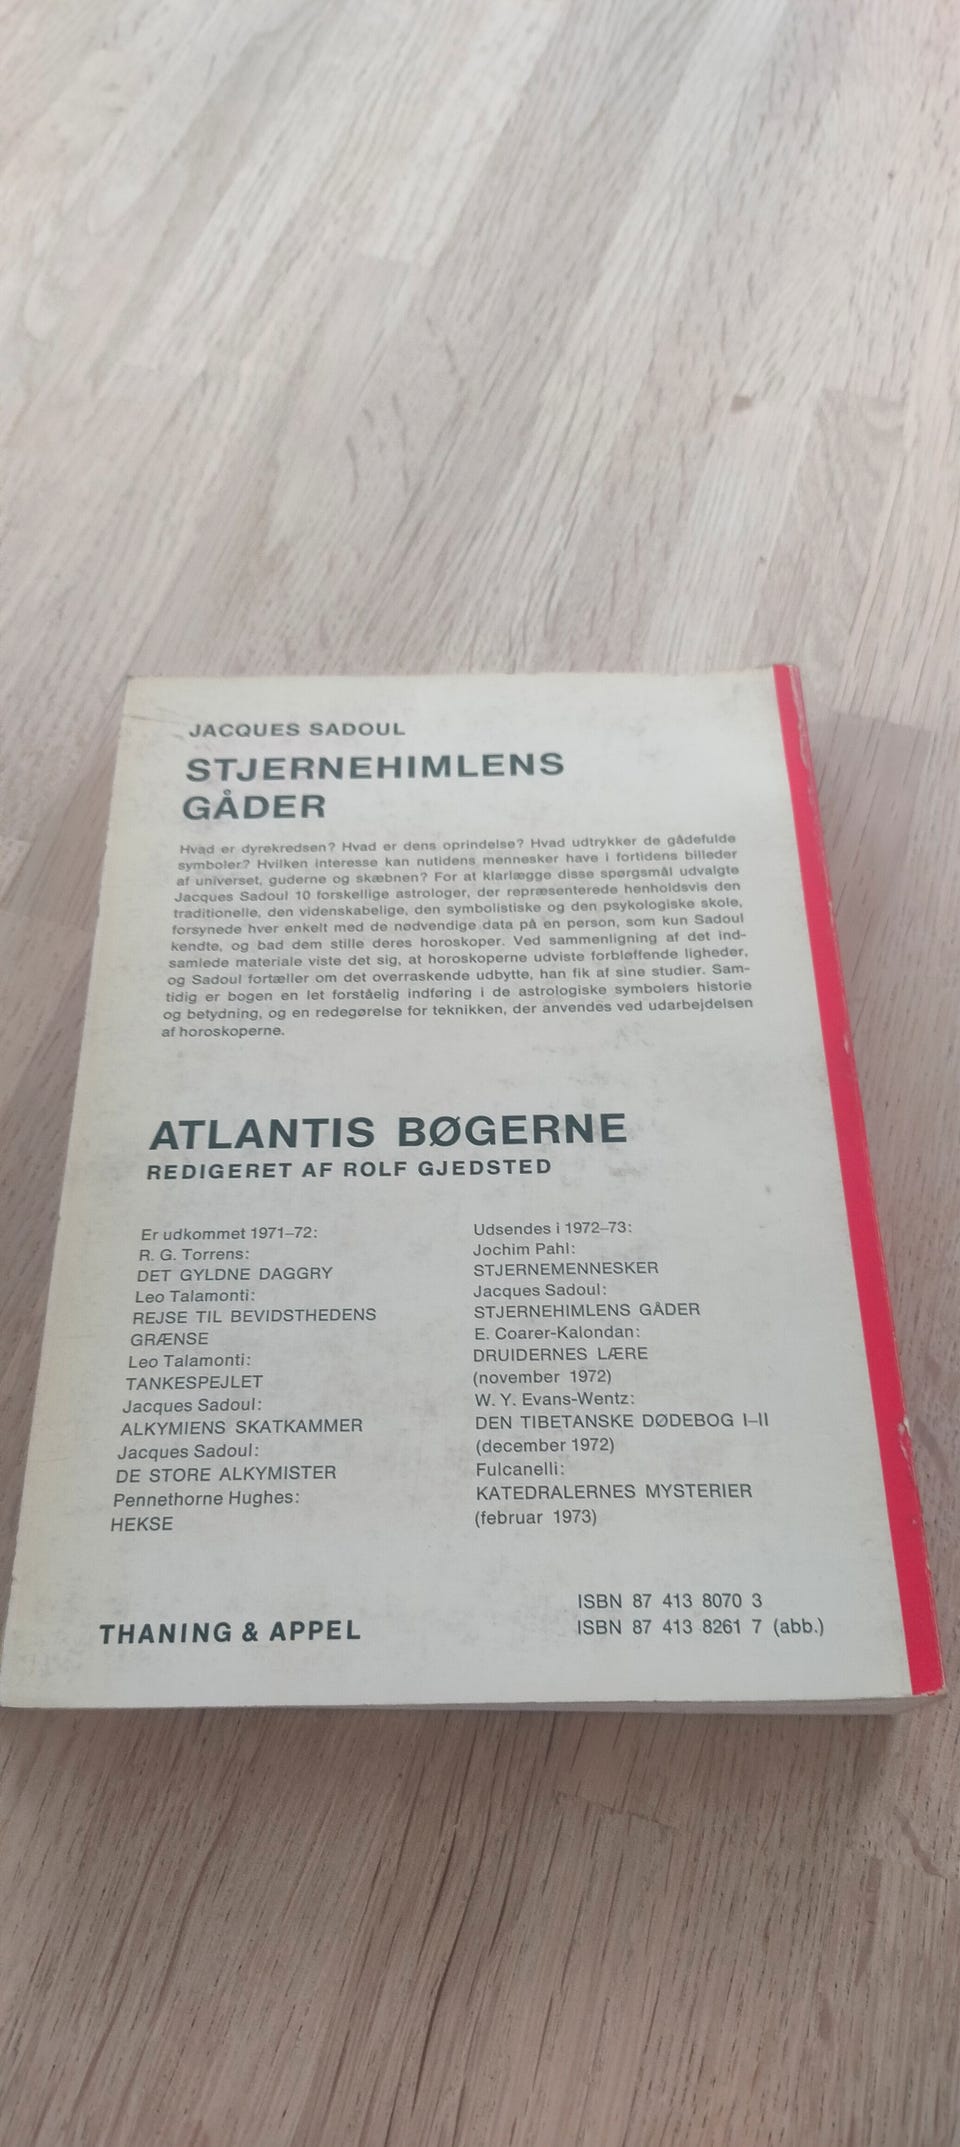 JACQUES SADOUL
STJERNEHIMLENS
GÅDER
Hvad er dyrekredsen? Hvad er dens oprindelse? Hvad udtrykker de gådefulde
symboler? Hvilken interesse kan nutidens mennesker have i fortidens billeder
af universet, guderne og skæbnen? For at klarlægge disse spørgsmål udvalgte
Jacques Sadoul 10 forskellige astrologer, der repræsenterede henholdsvis den
traditionelle, den videnskabelige, den symbolistiske og den psykologiske skole,
forsynede hver enkelt med de nødvendige data på en person, som kun Sadoul
kendte, og bad dem stille deres horoskoper. Ved sammenligning af det ind-
samlede materiale viste det sig, at horoskoperne udviste forbløffende ligheder,
og Sadoul fortæller om det overraskende udbytte, han fik af sine studier. Sam-
tidig er bogen en let forståelig indføring i de astrologiske symbolers historie
og betydning, og en redegørelse for teknikken, der anvendes ved udarbejdelsen
af horoskoperne.
ATLANTIS BØGERNE
REDIGERET AF ROLF GJEDSTED
Er udkommet 1971–72:
R. G. Torrens:
DET GYLDNE DAGGRY
Leo Talamonti:
REJSE TIL BEVIDSTHEDENS
GRÆNSE
Leo Talamonti:
TANKESPEJLET
Jacques Sadoul:
ALKYMIENS SKATKAMMER
Jacques Sadoul:
DE STORE ALKYMISTER
Pennethorne Hughes:
HEKSE
Udsendes i 1972–73:
Jochim Pahl:
STJERNEMENNESKER
Jacques Sadoul:
STJERNEHIMLENS GÅDER
E. Coarer-Kalondan:
DRUIDERNES LÆRE
(november 1972)
W. Y. Evans-Wentz:
DEN TIBETANSKE DØDEBOG I–II
(december 1972)
Fulcanelli:
KATEDRALERNES MYSTERIER
(februar 1973)
THANING & APPEL
ISBN 87 413 8070 3
ISBN 87 413 8261 7 (abb.)